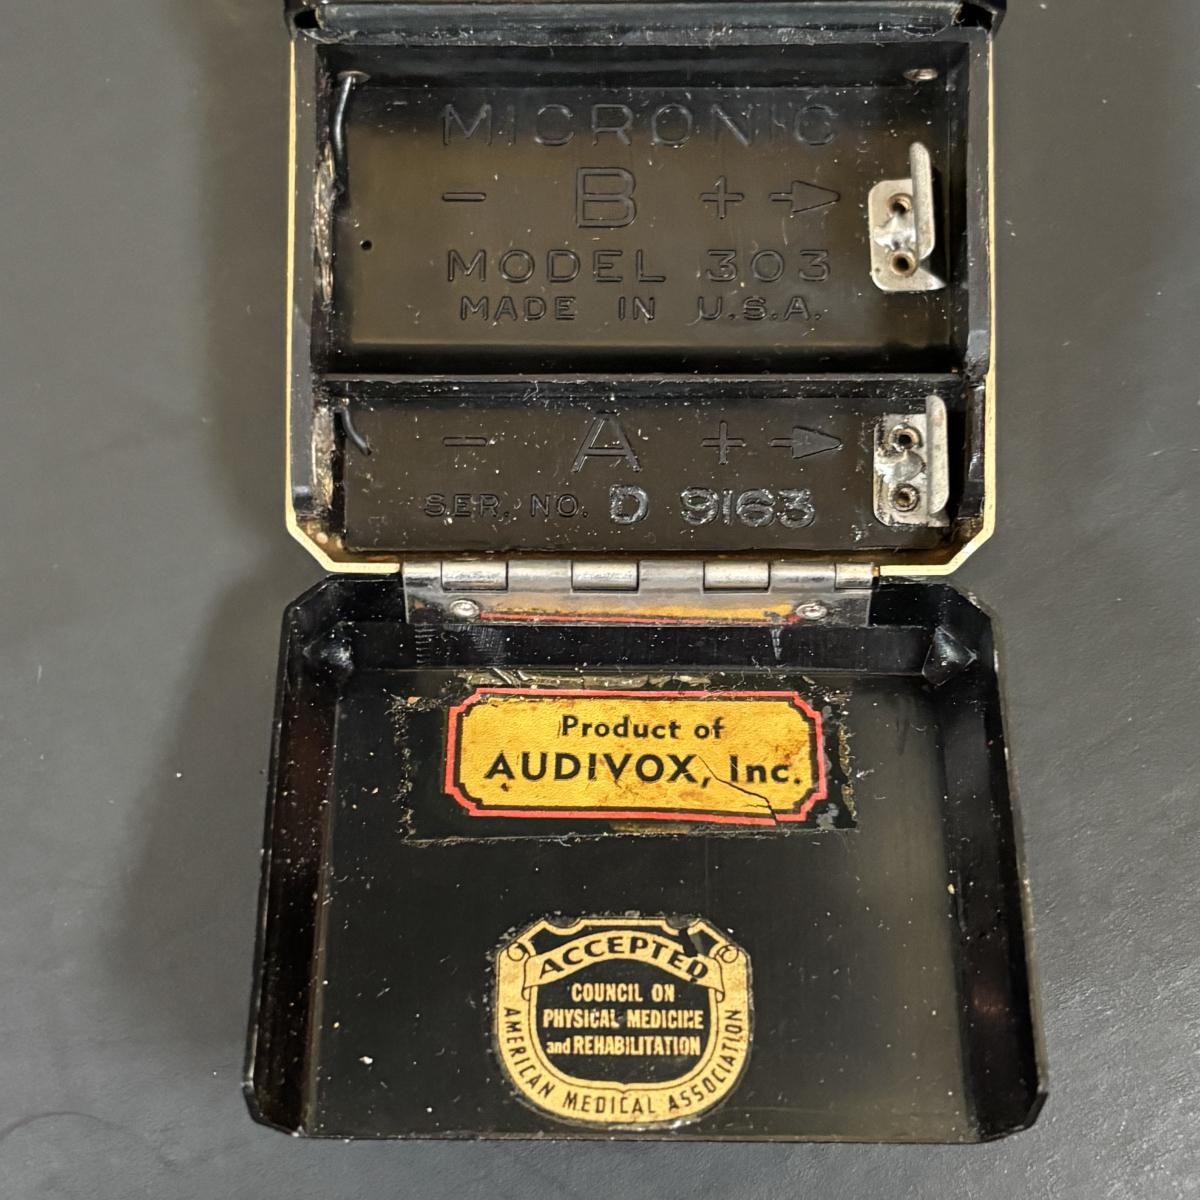 MICRONIC
- B + →
MODEL 303
MADE IN U.S.A.
- A + →
SER. NO. D 9163
Product of
AUDIVOX, Inc.
ACCEPTED
COUNCIL ON
PHYSICAL MEDICINE
and REHABILITATION
AMERICAN MEDICAL ASSOCIATION